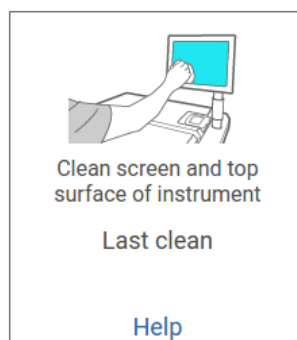 Clean screen and top
surface of instrument
Last clean
Help